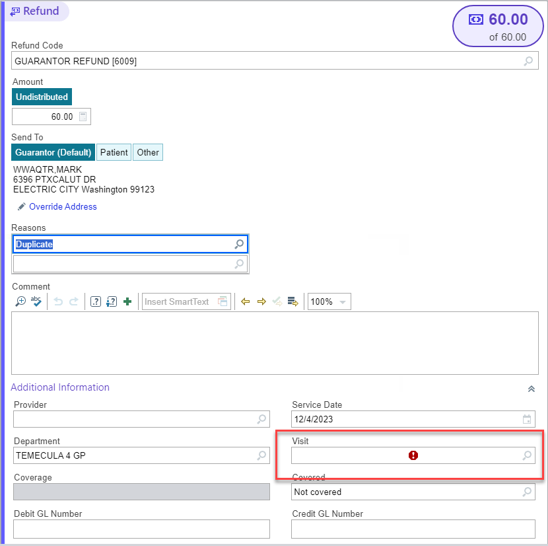 Refund
60.00
of 60.00
Refund Code
GUARANTOR REFUND [6009]
Amount
Undistributed
60.00
Send To
Guarantor (Default) Patient Other
WWAQTR,MARK
6396 PTXCALUT DR
ELECTRIC CITY Washington 99123
Override Address
Reasons
Duplicate
Comment
abc Insert SmartText 100%
Additional Information
Provider Service Date
12/4/2023
Department Visit
TEMECULA 4 GP
Coverage Covered
Not covered
Debit GL Number Credit GL Number